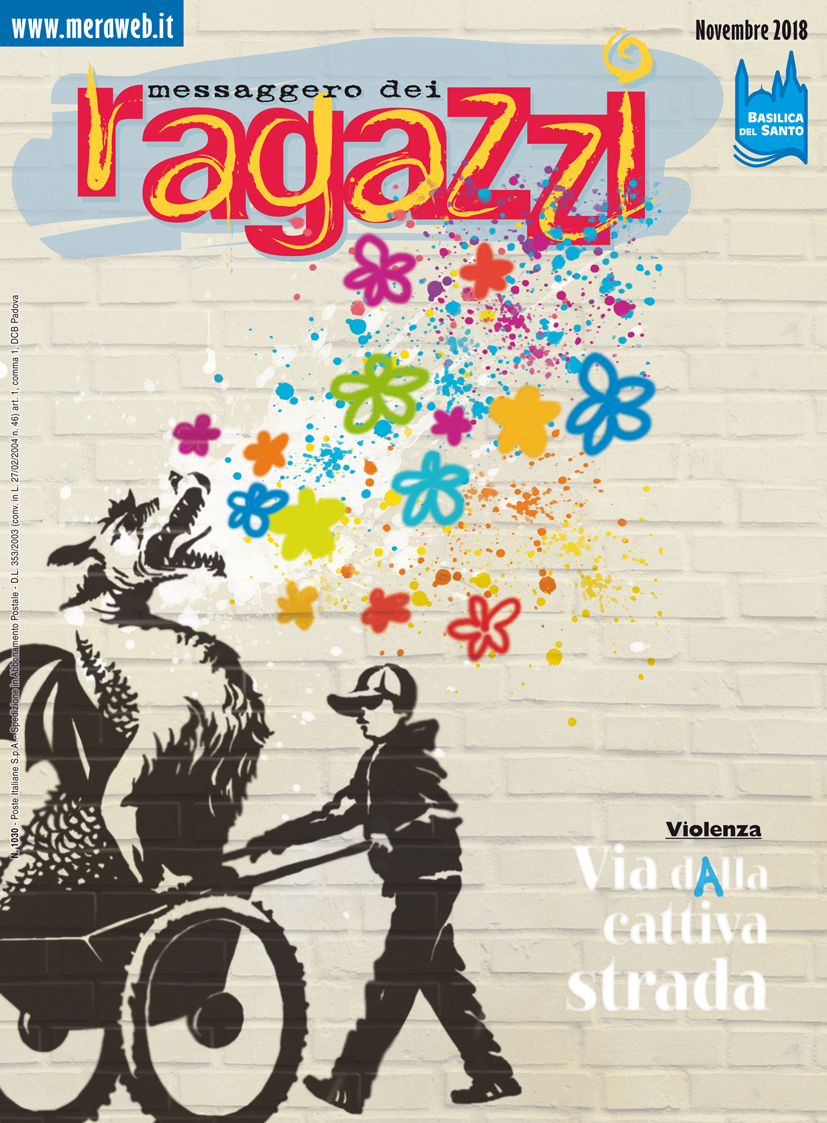 www.meraweb.it
Novembre 2018
messaggero dei
ragazzi
BASILICA
DEL SANTO
N. 1030 - Poste Italiane S.p.A. - Spedizione in Abbonamento Postale - D.L. 353/2003 (conv. in L. 27/02/2004 n. 46) art. 1, comma 1, DCB Padova
Violenza
Via dAlla
cattiva
strada